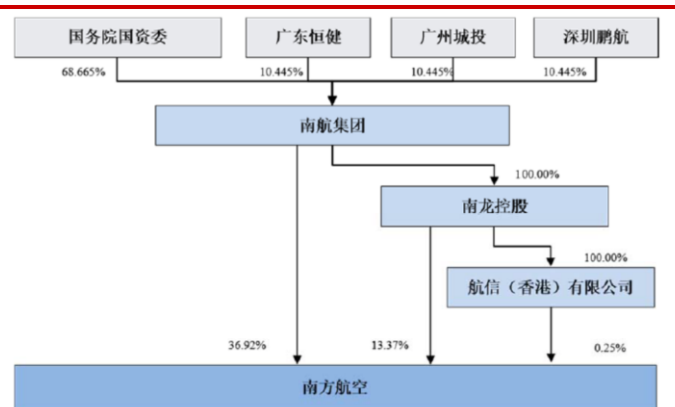 国务院国资委
广东恒健
广州城投
深圳鹏航
68.665%
10.445%
10.445%
10.445%
南航集团
100.00%
南龙控股
100.00%
航信（香港）有限公司
36.92%
13.37%
0.25%
南方航空